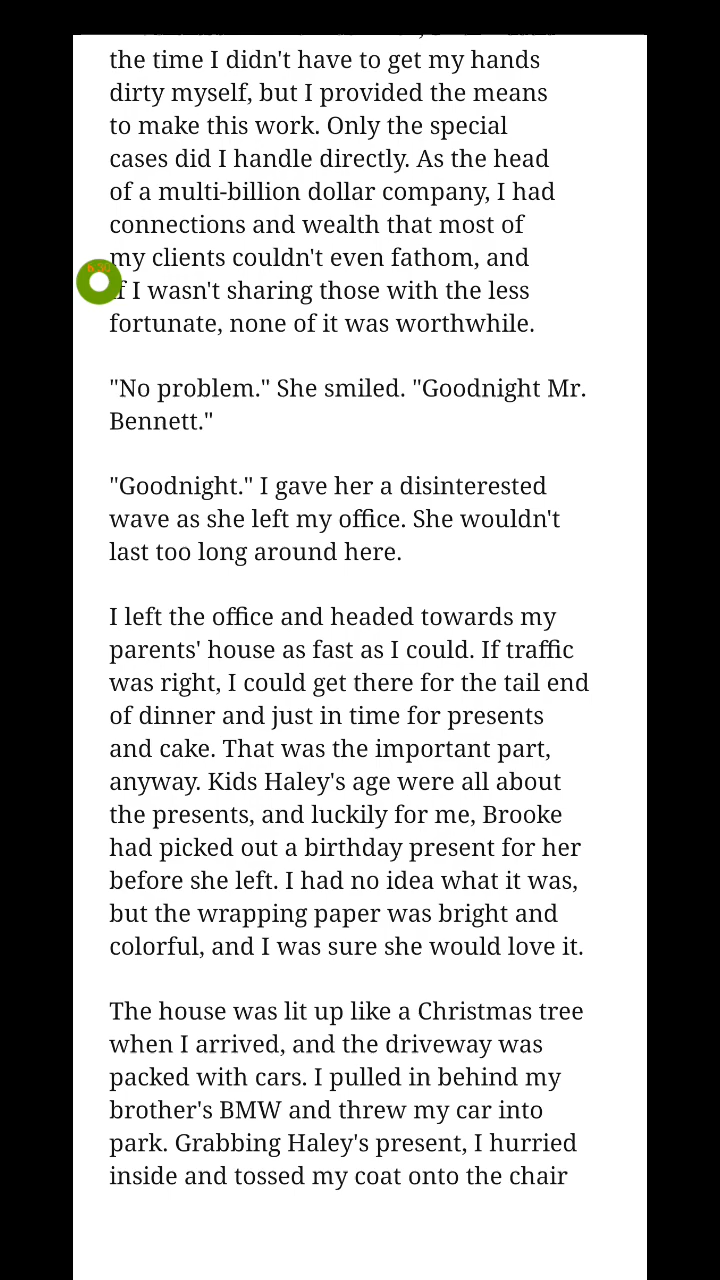 the time I didn't have to get my hands
dirty myself, but I provided the means
to make this work. Only the special
cases did I handle directly. As the head
of a multi-billion dollar company, I had
connections and wealth that most of
my clients couldn't even fathom, and
if I wasn't sharing those with the less
fortunate, none of it was worthwhile.
"No problem." She smiled. "Goodnight Mr.
Bennett."
"Goodnight." I gave her a disinterested
wave as she left my office. She wouldn't
last too long around here.
I left the office and headed towards my
parents' house as fast as I could. If traffic
was right, I could get there for the tail end
of dinner and just in time for presents
and cake. That was the important part,
anyway. Kids Haley's age were all about
the presents, and luckily for me, Brooke
had picked out a birthday present for her
before she left. I had no idea what it was,
but the wrapping paper was bright and
colorful, and I was sure she would love it.
The house was lit up like a Christmas tree
when I arrived, and the driveway was
packed with cars. I pulled in behind my
brother's BMW and threw my car into
park. Grabbing Haley's present, I hurried
inside and tossed my coat onto the chair